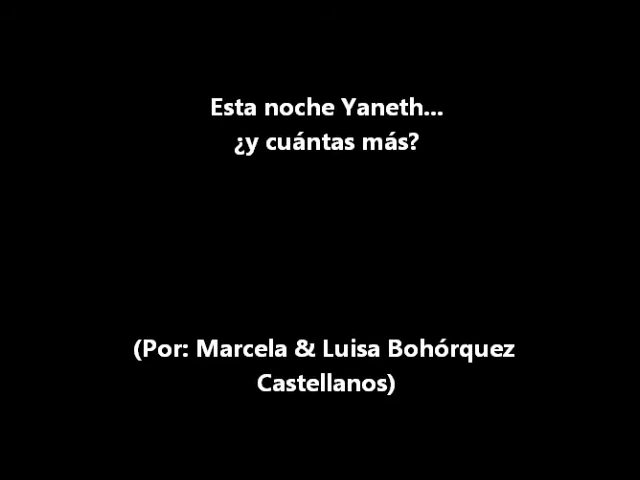 Esta noche Yaneth...
¿y cuántas más?
(Por: Marcela & Luisa Bohórquez
Castellanos)